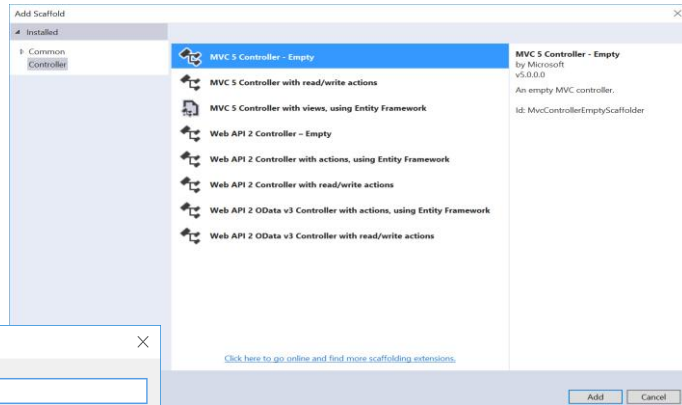 Add Scaffold
Installed
Common
Controller
MVC 5 Controller - Empty
MVC 5 Controller with read/write actions
MVC 5 Controller with views, using Entity Framework
Web API 2 Controller – Empty
Web API 2 Controller with actions, using Entity Framework
Web API 2 Controller with read/write actions
Web API 2 OData v3 Controller with actions, using Entity Framework
Web API 2 OData v3 Controller with read/write actions
Click here to go online and find more scaffolding extensions.
MVC 5 Controller - Empty
by Microsoft
v5.0.0.0
An empty MVC controller.
Id: MvcControllerEmptyScaffolder
Add
Cancel